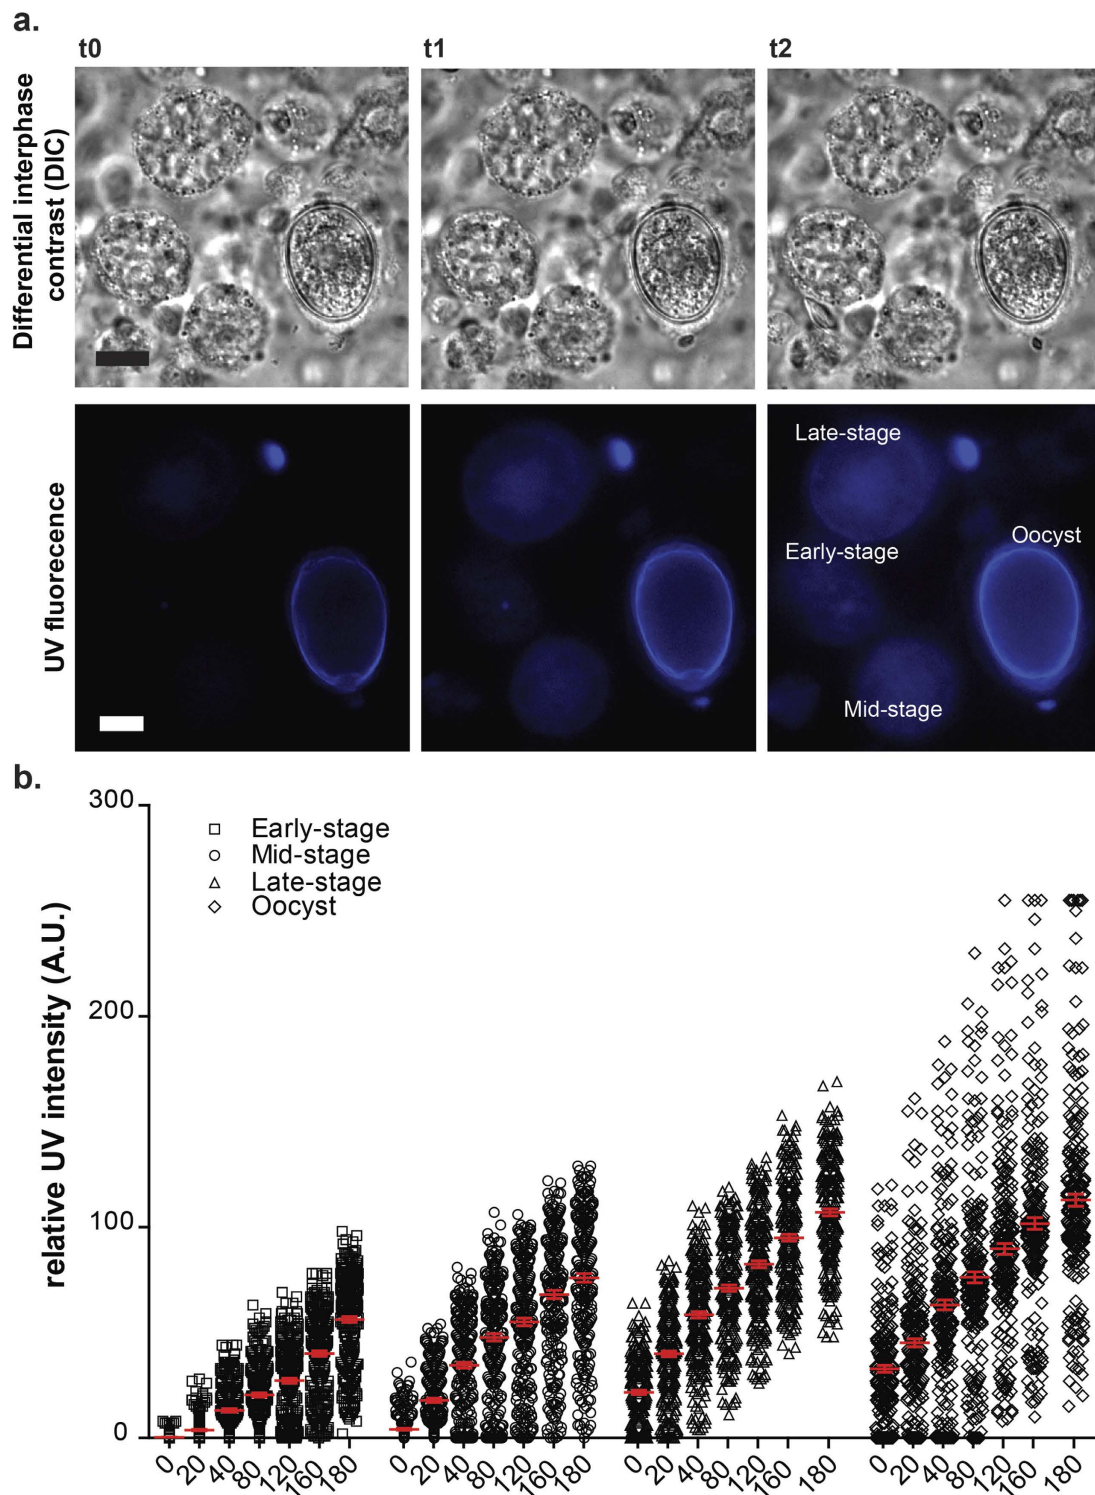 a.
t0 t1 t2
Differential interphase
contrast (DIC)
UV fluorecence
Late-stage
Oocyst
Early-stage
Mid-stage
b.
relative UV intensity (A.U.)
300
200
100
0
Early-stage
Mid-stage
Late-stage
Oocyst
0 20 40 80 120 160 180 0 20 40 80 120 160 180 0 20 40 80 120 160 180 0 20 40 80 120 160 180